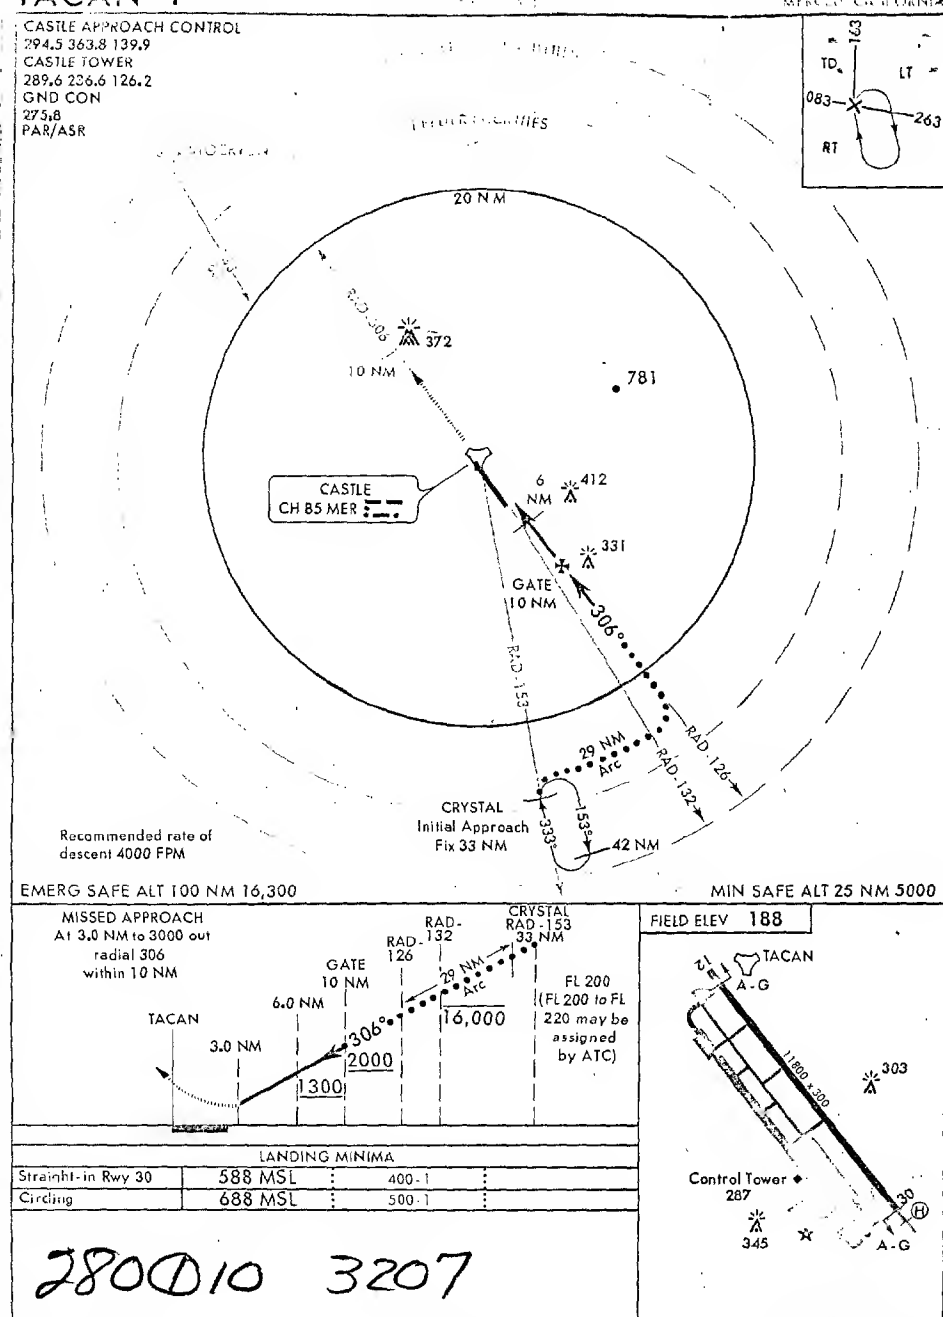 TACAN-1
CASTLE APPROACH CONTROL
294.5 363.8 139.9
CASTLE TOWER
289.6 236.6 126.2
GND CON
275.8
PAR/ASR
163
TD
LT
083
263
RT
FEEDER FACILITIES
20 NM
RAD-306
372
10 NM
781
CASTLE
CH 85 MER
6
NM
412
331
GATE
10 NM
306°
RAD-153
RAD-126
RAD-132
29 NM
Arc
CRYSTAL
Initial Approach
Fix 33 NM
333°
153°
42 NM
Recommended rate of
descent 4000 FPM
EMERG SAFE ALT 100 NM 16,300
MIN SAFE ALT 25 NM 5000
MISSED APPROACH
At 3.0 NM to 3000 out
radial 306
within 10 NM
TACAN
3.0 NM
6.0 NM
GATE
10 NM
RAD-
126
RAD-
132
CRYSTAL
RAD-153
33 NM
29 NM
Arc
306°
1300
2000
16,000
FL 200
(FL 200 to FL
220 may be
assigned
by ATC)
FIELD ELEV 188
12
TACAN
A-G
11800 x 300
303
Control Tower
287
345
30
H
A-G
LANDING MINIMA
Straight-in Rwy 30 588 MSL 400-1
Circling 688 MSL 500-1
280①10 3207